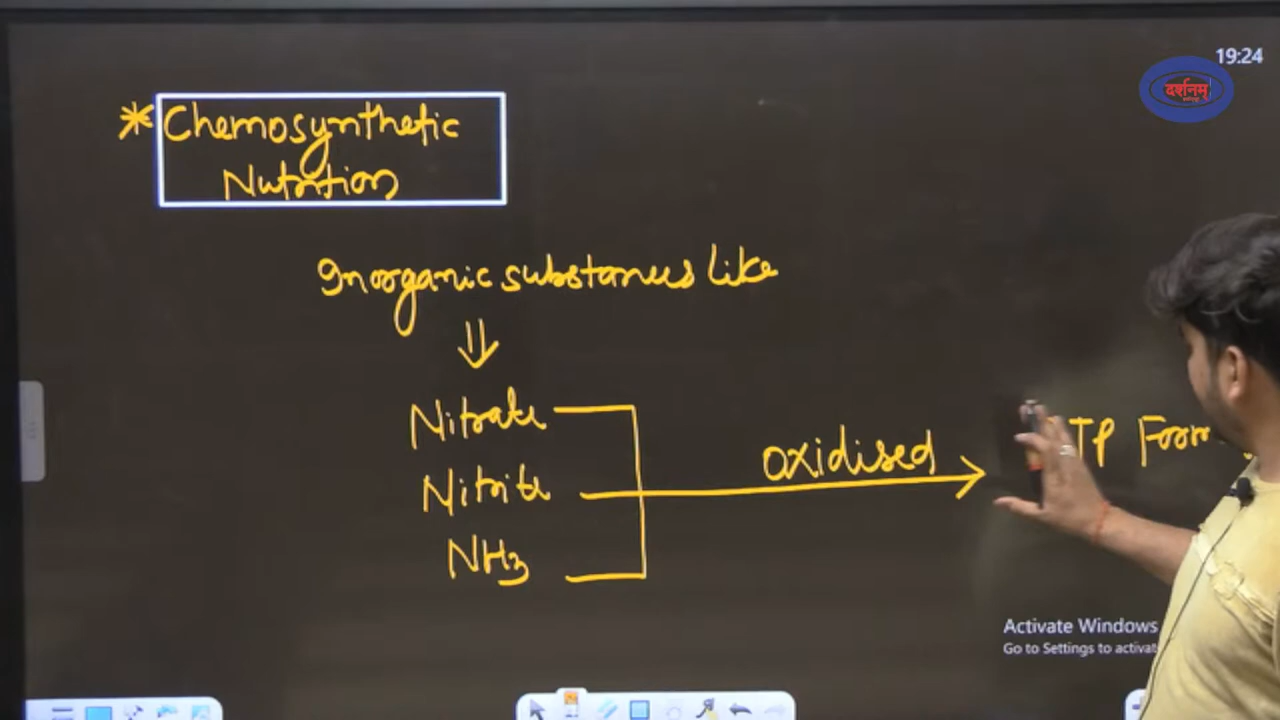 19:24
दर्शनम्
* Chemosynthetic
Nutrition
Inorganic substances like
Nitrate
Nitrite
NH3
oxidised
TP Form
Activate Windows
Go to Settings to activat